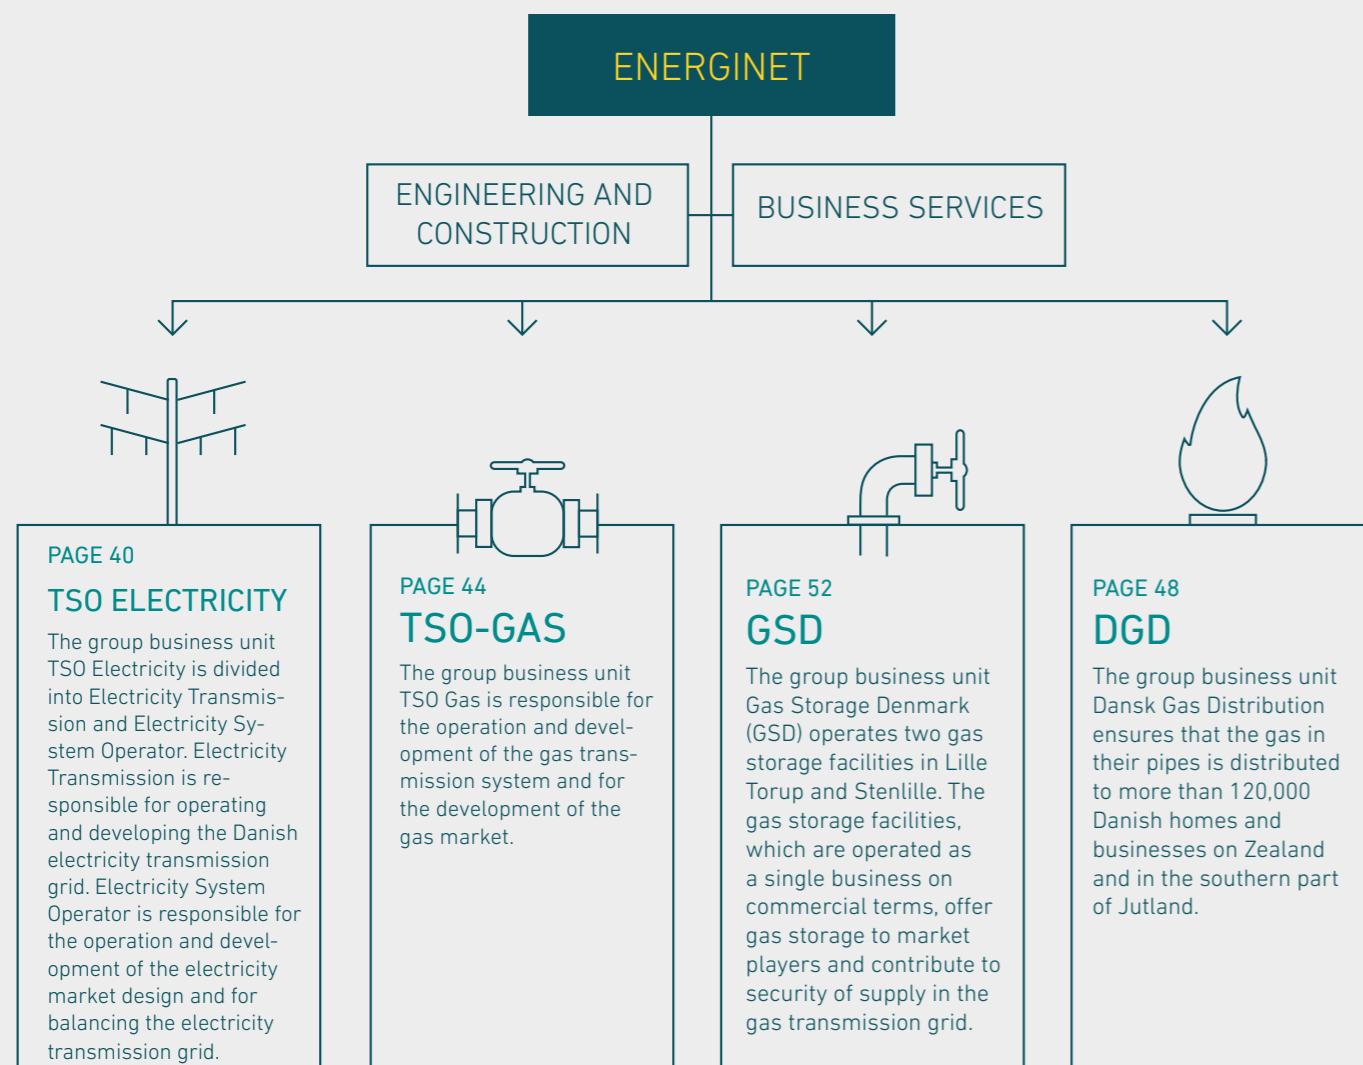 ENERGINET
ENGINEERING AND
CONSTRUCTION
BUSINESS SERVICES
PAGE 40
TSO ELECTRICITY
The group business unit
TSO Electricity is divided
into Electricity Transmis-
sion and Electricity Sy-
stem Operator. Electricity
Transmission is re-
sponsible for operating
and developing the Danish
electricity transmission
grid. Electricity System
Operator is responsible for
the operation and devel-
opment of the electricity
market design and for
balancing the electricity
transmission grid.
PAGE 44
TSO-GAS
The group business unit
TSO Gas is responsible for
the operation and devel-
opment of the gas trans-
mission system and for
the development of the
gas market.
PAGE 52
GSD
The group business unit
Gas Storage Denmark
(GSD) operates two gas
storage facilities in Lille
Torup and Stenlille. The
gas storage facilities,
which are operated as
a single business on
commercial terms, offer
gas storage to market
players and contribute to
security of supply in the
gas transmission grid.
PAGE 48
DGD
The group business unit
Dansk Gas Distribution
ensures that the gas in
their pipes is distributed
to more than 120,000
Danish homes and
businesses on Zealand
and in the southern part
of Jutland.